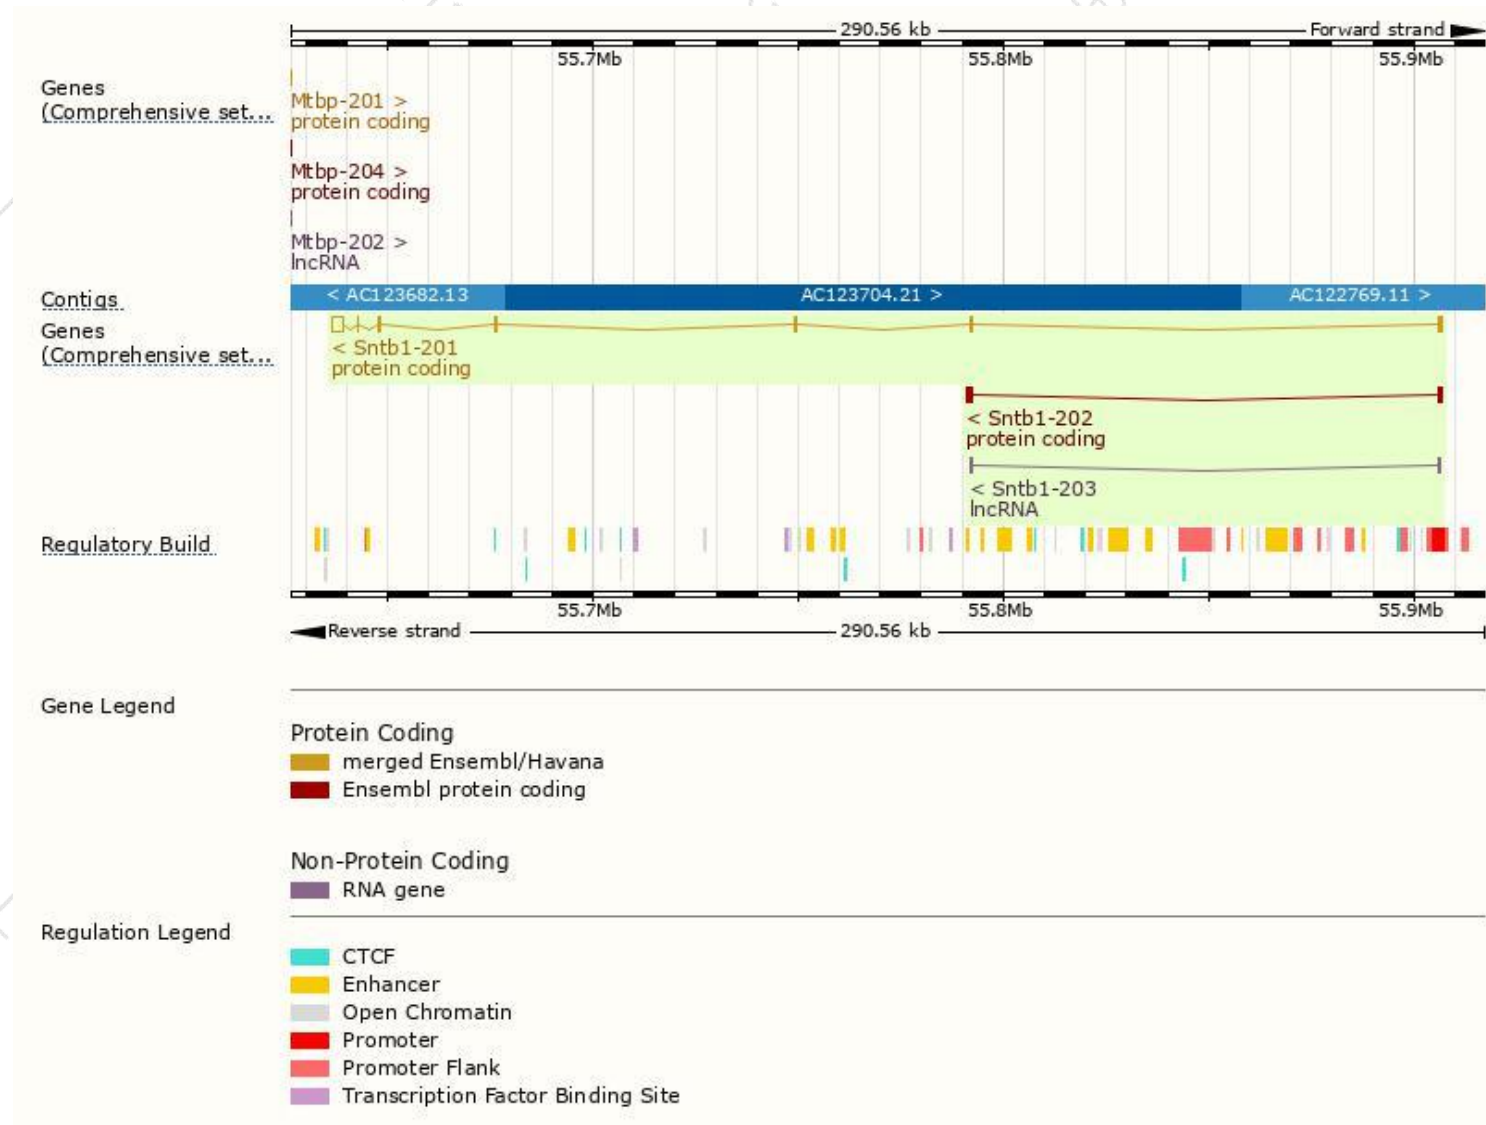 290.56 kb
Forward strand
55.7Mb 55.8Mb 55.9Mb
Genes
(Comprehensive set...
Mtbp-201 >
protein coding
Mtbp-204 >
protein coding
Mtbp-202 >
lncRNA
Contigs
< AC123682.13 AC123704.21 > AC122769.11 >
Genes
(Comprehensive set...
< Sntb1-201
protein coding
< Sntb1-202
protein coding
< Sntb1-203
lncRNA
Regulatory Build
55.7Mb 55.8Mb 55.9Mb
Reverse strand 290.56 kb
Gene Legend
Protein Coding
merged Ensembl/Havana
Ensembl protein coding
Non-Protein Coding
RNA gene
Regulation Legend
CTCF
Enhancer
Open Chromatin
Promoter
Promoter Flank
Transcription Factor Binding Site